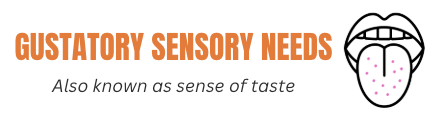 GUSTATORY SENSORY NEEDS
Also known as sense of taste